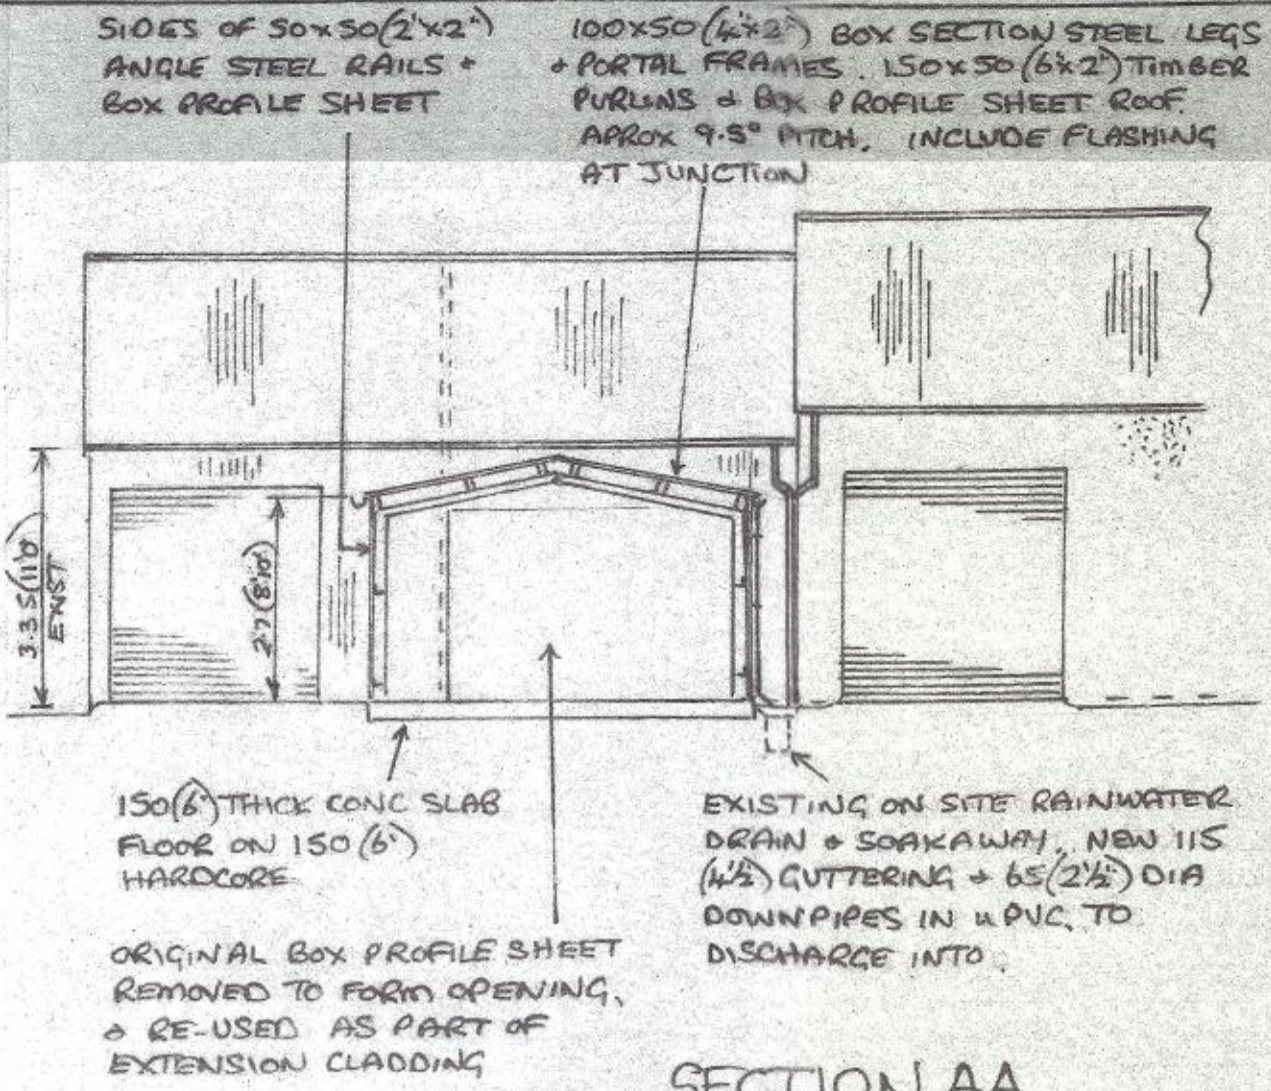 SIDES OF 50x50(2"x2")
ANGLE STEEL RAILS &
BOX PROFILE SHEET
100x50(4"x2") BOX SECTION STEEL LEGS
& PORTAL FRAMES. 150x50(6"x2") TIMBER
PURLINS & BOX PROFILE SHEET ROOF.
APROX 9.5° PITCH. INCLUDE FLASHING
AT JUNCTION
3.35(11'0")
EXIST
2.7(8'10")
150(6") THICK CONC SLAB
FLOOR ON 150(6")
HARDCORE
ORIGINAL BOX PROFILE SHEET
REMOVED TO FORM OPENING,
& RE-USED AS PART OF
EXTENSION CLADDING
EXISTING ON SITE RAINWATER
DRAIN & SOAKAWAY. NEW 115
(4½") GUTTERING & 65(2½") DIA
DOWNPIPES IN uPVC, TO
DISCHARGE INTO.
SECTION AA